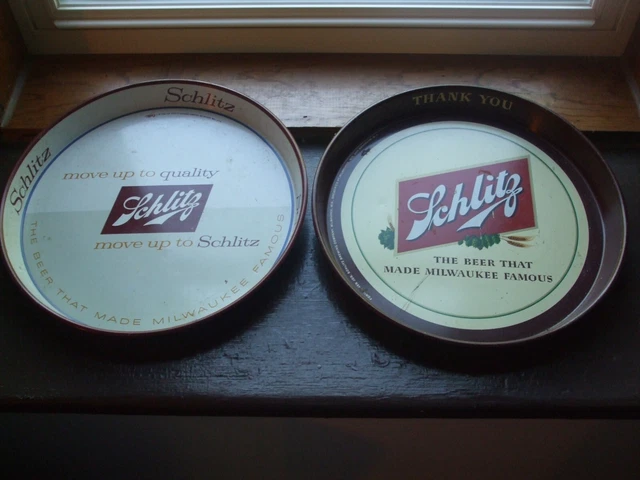 Schlitz
Schlitz
move up to quality
Schlitz
move up to Schlitz
THE BEER THAT MADE MILWAUKEE FAMOUS
THANK YOU
Schlitz
THE BEER THAT
MADE MILWAUKEE FAMOUS